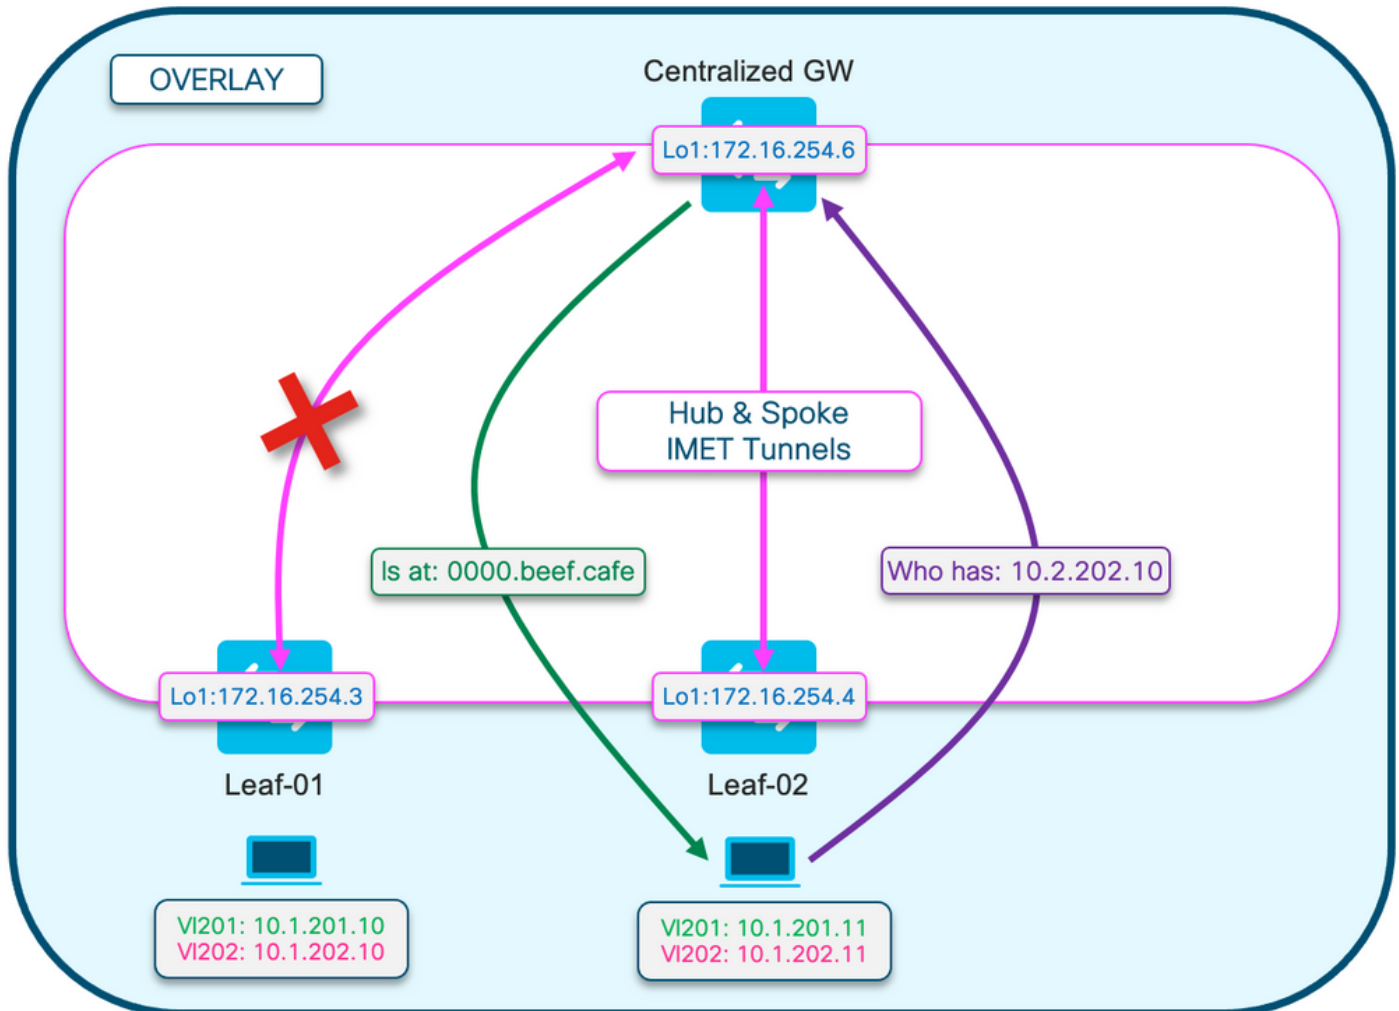 OVERLAY
Centralized GW
Lo1:172.16.254.6
Hub & Spoke
IMET Tunnels
Is at: 0000.beef.cafe
Who has: 10.2.202.10
Lo1:172.16.254.3
Lo1:172.16.254.4
Leaf-01
Leaf-02
Vl201: 10.1.201.10
Vl202: 10.1.202.10
Vl201: 10.1.201.11
Vl202: 10.1.202.11